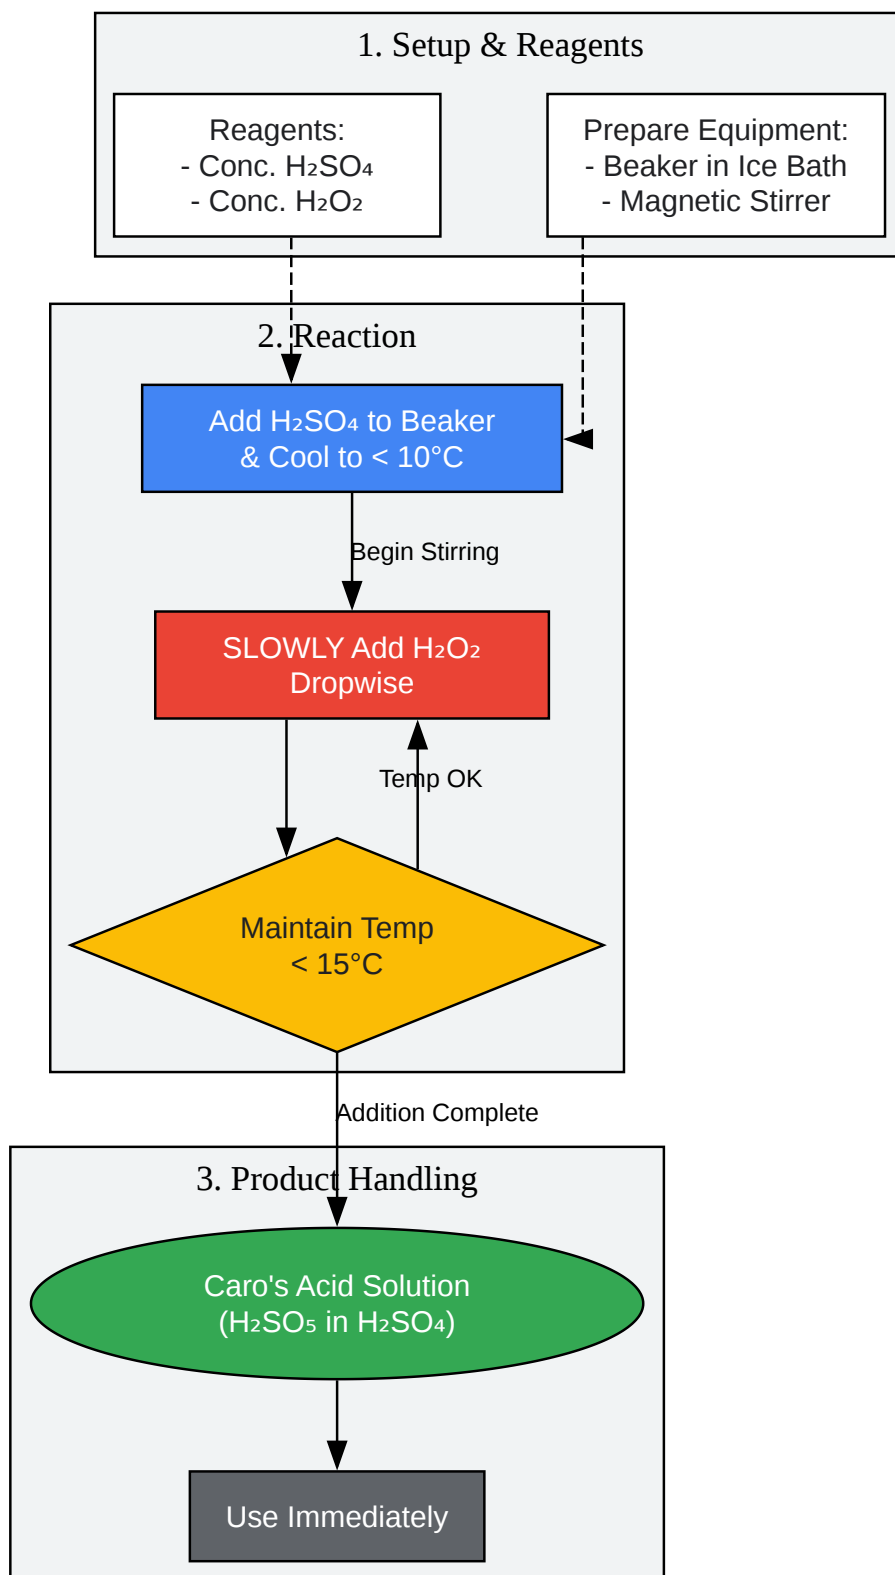 1. Setup & Reagents
Reagents:
- Conc. H₂SO₄
- Conc. H₂O₂
Prepare Equipment:
- Beaker in Ice Bath
- Magnetic Stirrer
2. Reaction
Add H₂SO₄ to Beaker
& Cool to < 10°C
Begin Stirring
SLOWLY Add H₂O₂
Dropwise
Temp OK
Maintain Temp
< 15°C
Addition Complete
3. Product Handling
Caro's Acid Solution
(H₂SO₅ in H₂SO₄)
Use Immediately